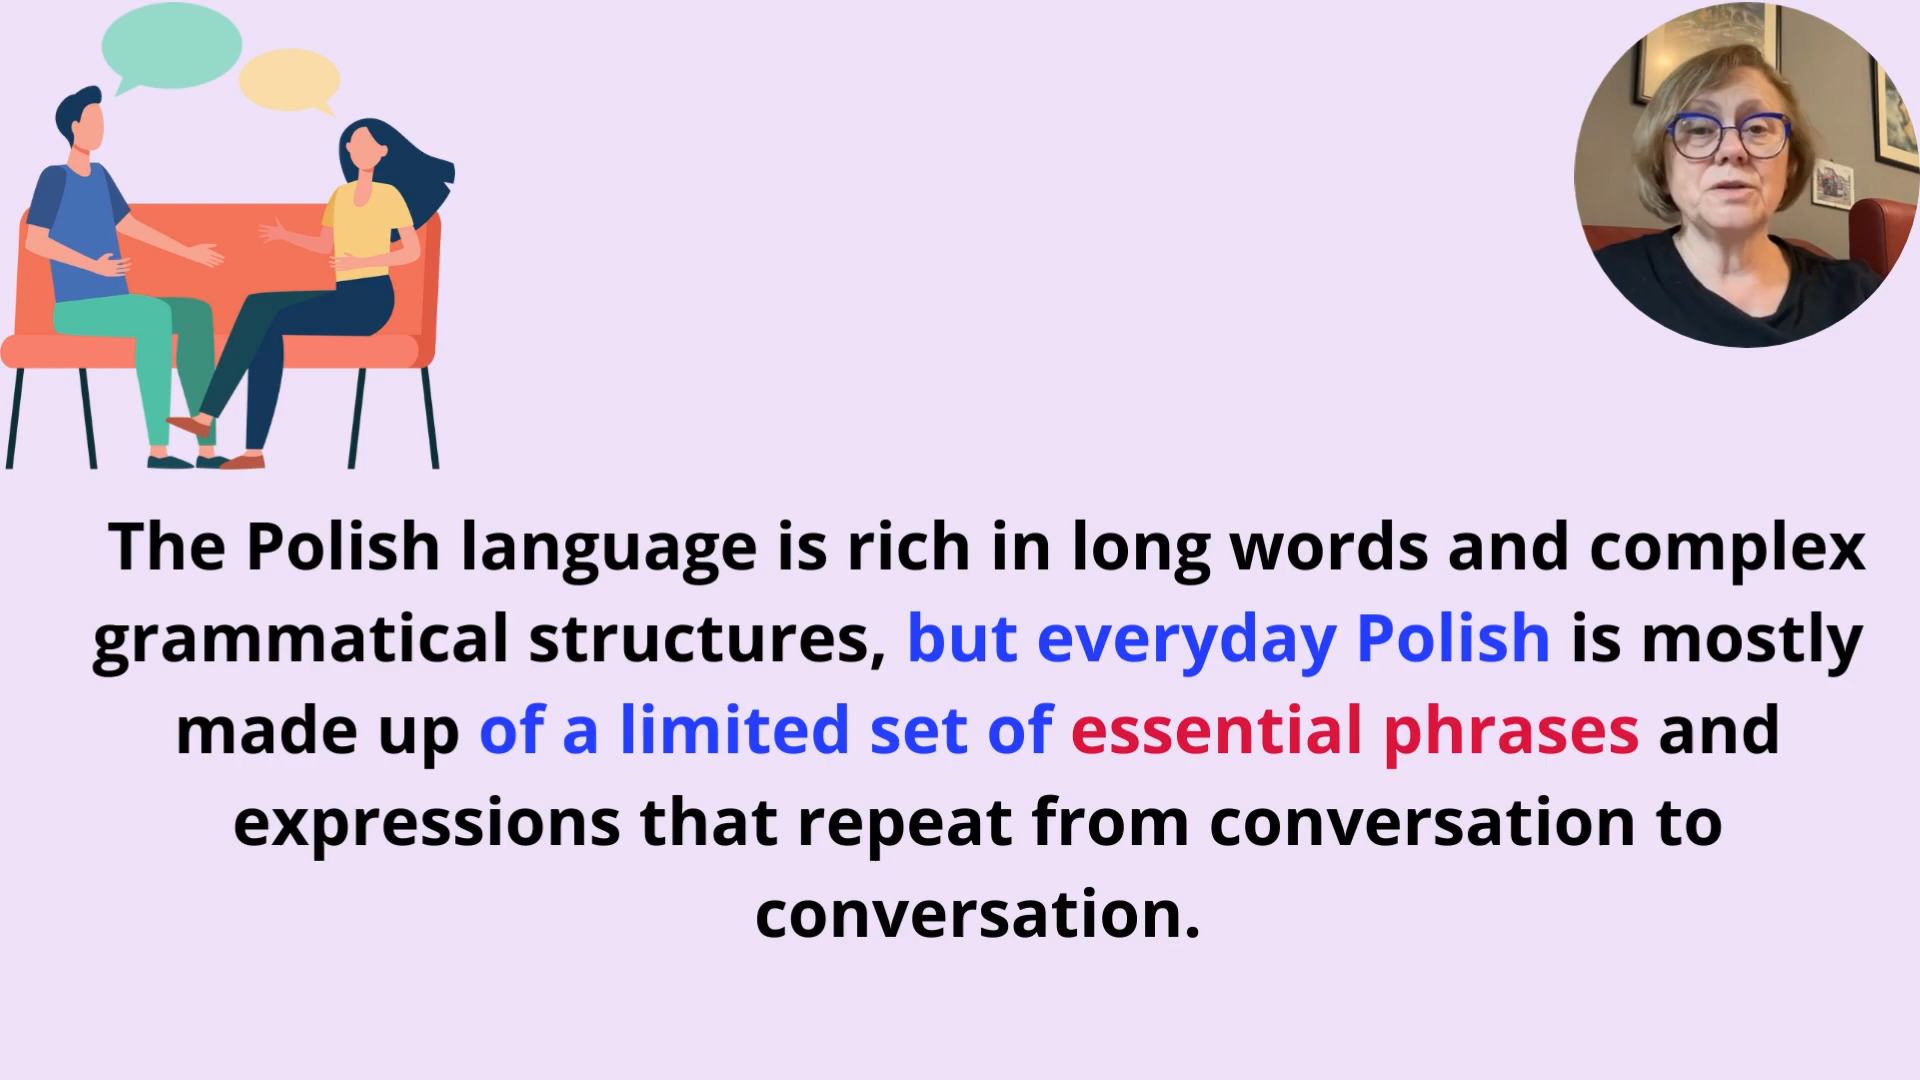 The Polish language is rich in long words and complex
grammatical structures, but everyday Polish is mostly
made up of a limited set of essential phrases and
expressions that repeat from conversation to
conversation.